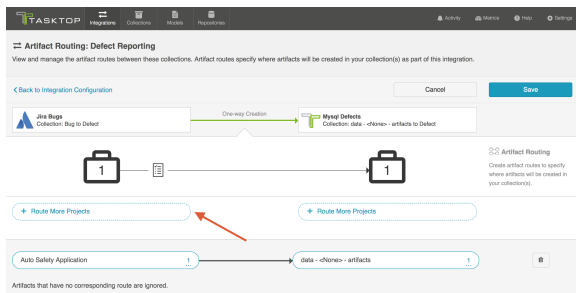 TASKTOP
Integrations
Collections
Models
Repositories
Activity
Metrics
Help
Settings
Artifact Routing: Defect Reporting
View and manage the artifact routes between these collections. Artifact routes specify where artifacts will be created in your collection(s) as part of this integration.
Back to Integration Configuration
Cancel
Save
Jira Bugs
Collection: Bug to Defect
One-way Creation
Mysql Defects
Collection: data - <None> - artifacts to Defect
1
1
Artifact Routing
Create artifact routes to specify
where artifacts will be created in
your collection(s).
+ Route More Projects
+ Route More Projects
Auto Safety Application
1
data - <None> - artifacts
1
Artifacts that have no corresponding route are ignored.